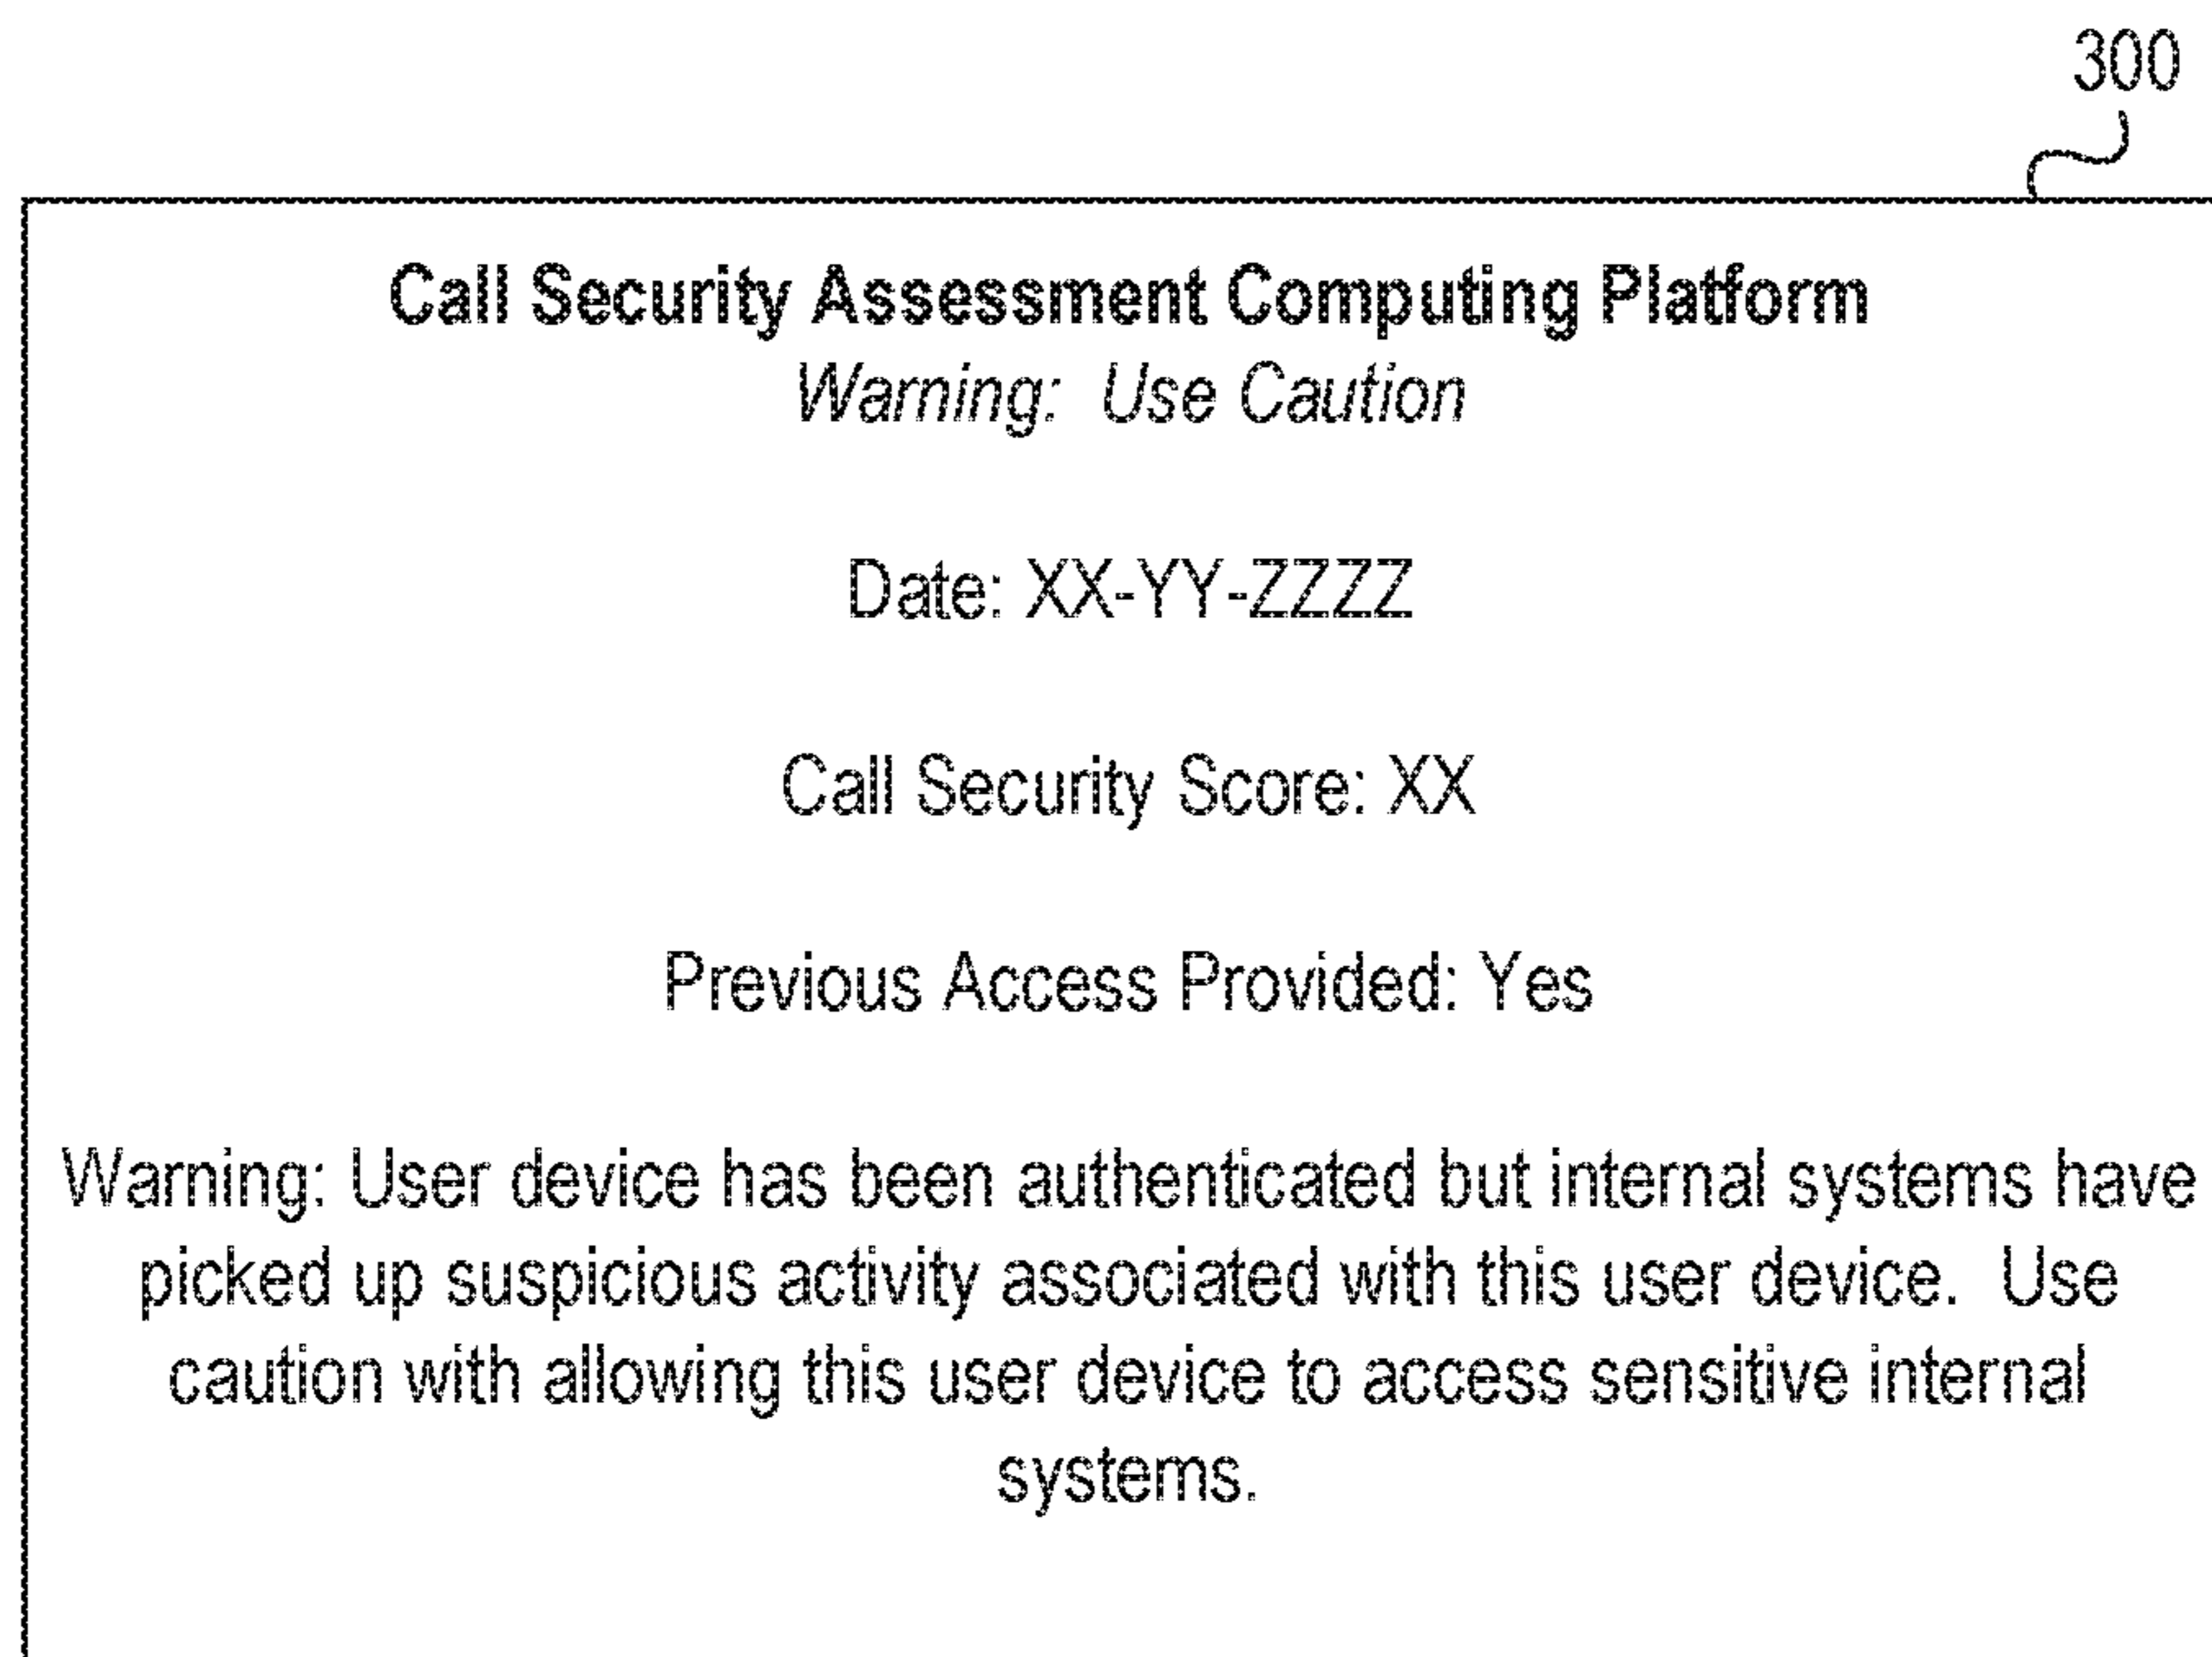 300
Call Security Assessment Computing Platform
Warning:  Use Caution
Date: XX-YY-ZZZZ
Call Security Score: XX
Previous Access Provided: Yes
Warning: User device has been authenticated but internal systems have
picked up suspicious activity associated with this user device.  Use
caution with allowing this user device to access sensitive internal
systems.